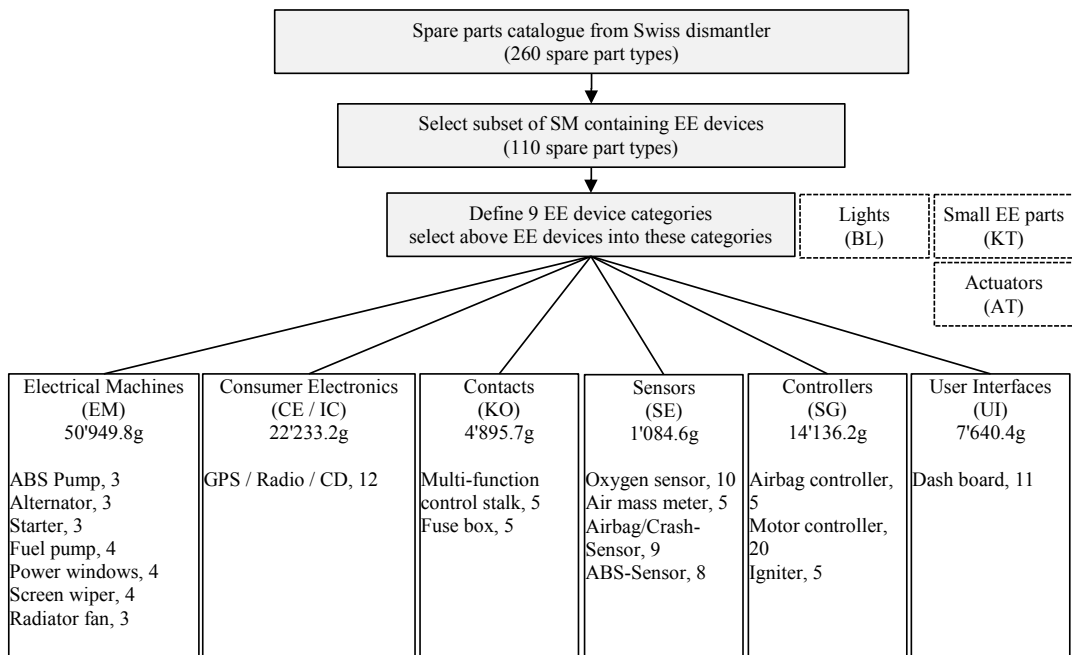 Spare parts catalogue from Swiss dismantler
(260 spare part types)
Select subset of SM containing EE devices
(110 spare part types)
Define 9 EE device categories
select above EE devices into these categories
Lights
(BL)
Small EE parts
(KT)
Actuators
(AT)
Electrical Machines
(EM)
50'949.8g
ABS Pump, 3
Alternator, 3
Starter, 3
Fuel pump, 4
Power windows, 4
Screen wiper, 4
Radiator fan, 3
Consumer Electronics
(CE / IC)
22'233.2g
GPS / Radio / CD, 12
Contacts
(KO)
4'895.7g
Multi-function
control stalk, 5
Fuse box, 5
Sensors
(SE)
1'084.6g
Oxygen sensor, 10
Air mass meter, 5
Airbag/Crash-
Sensor, 9
ABS-Sensor, 8
Controllers
(SG)
14'136.2g
Airbag controller,
5
Motor controller,
20
Igniter, 5
User Interfaces
(UI)
7'640.4g
Dash board, 11